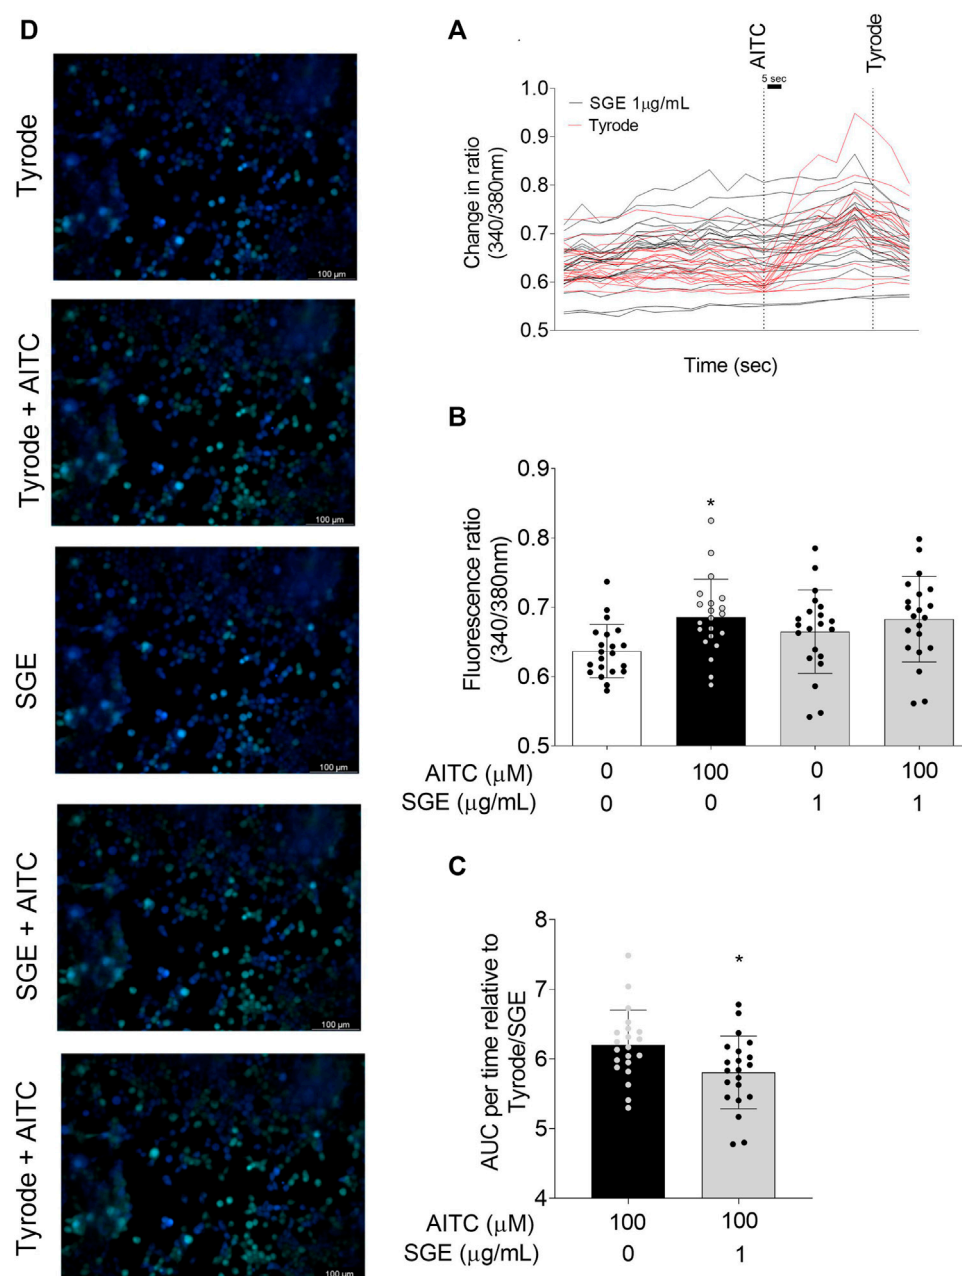 D
Tyrode
100 µm
Tyrode + AITC
100 µm
SGE
100 µm
SGE + AITC
100 µm
Tyrode + AITC
100 µm
A
AITC
Tyrode
5 sec
SGE 1µg/mL
Tyrode
Change in ratio
(340/380nm)
1.0
0.9
0.8
0.7
0.6
0.5
Time (sec)
B
*
Fluorescence ratio
(340/380nm)
0.9
0.8
0.7
0.6
0.5
AITC (µM) 0 100 0 100
SGE (µg/mL) 0 0 1 1
C
*
AUC per time relative to
Tyrode/SGE
8
7
6
5
4
AITC (µM) 100 100
SGE (µg/mL) 0 1